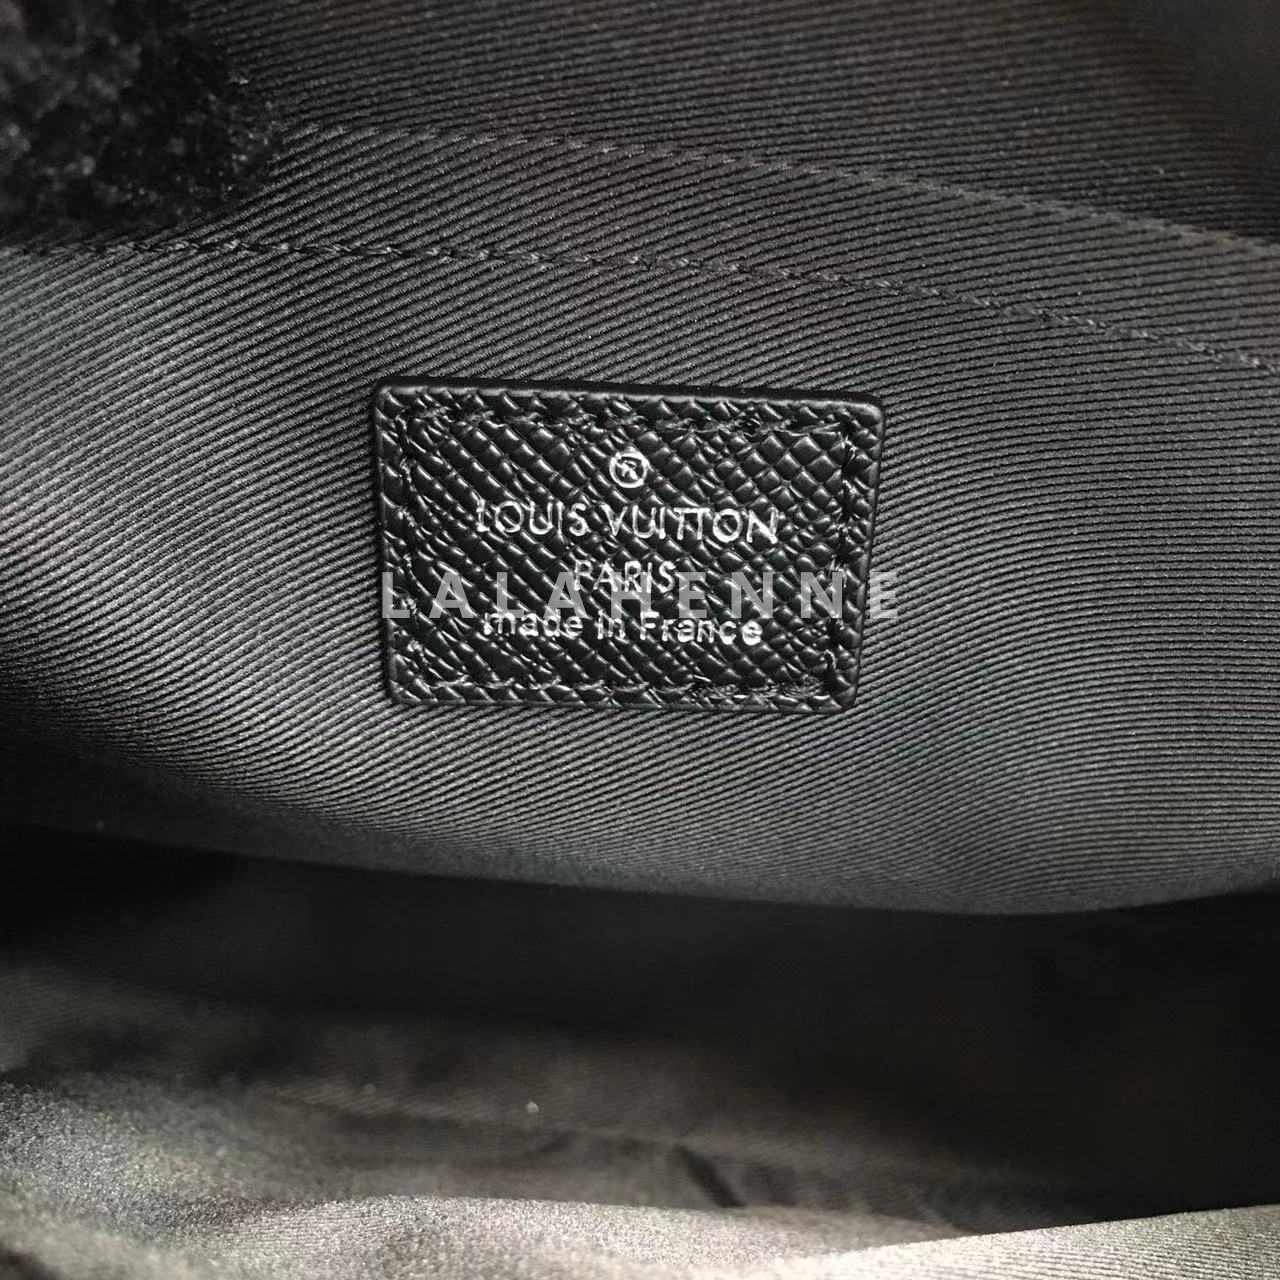 ®
LOUIS VUITTON
PARIS
LALAHENNE
made in France